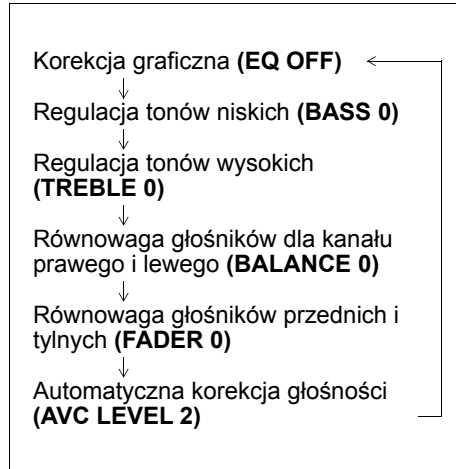 Korekcja graficzna (EQ OFF)
Regulacja tonów niskich (BASS 0)
Regulacja tonów wysokich
(TREBLE 0)
Równowaga głośników dla kanału
prawego i lewego (BALANCE 0)
Równowaga głośników przednich i
tylnych (FADER 0)
Automatyczna korekcja głośności
(AVC LEVEL 2)